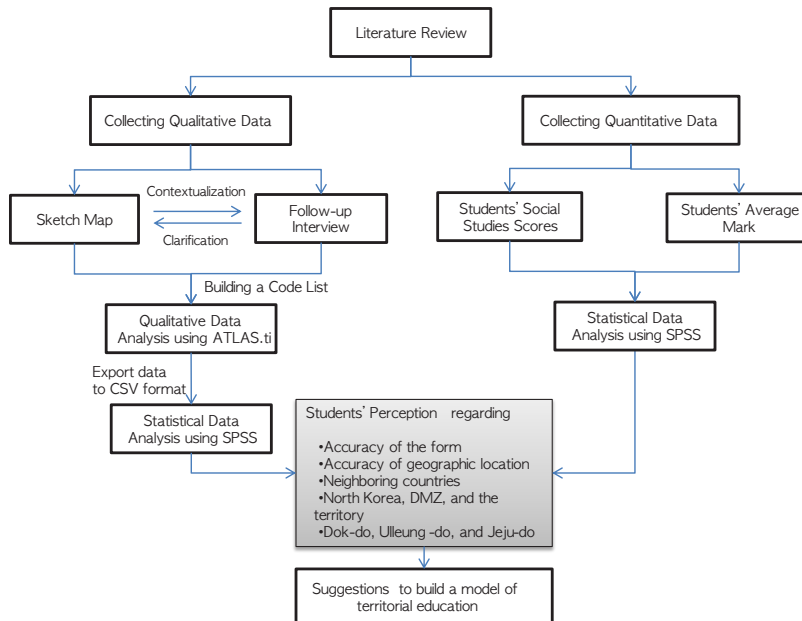 Literature Review
Collecting Qualitative Data
Collecting Quantitative Data
Sketch Map
Contextualization
Clarification
Follow-up
Interview
Students' Social
Studies Scores
Students' Average
Mark
Building a Code List
Qualitative Data
Analysis using ATLAS.ti
Statistical Data
Analysis using SPSS
Export data
to CSV format
Statistical Data
Analysis using SPSS
Students' Perception regarding
•Accuracy of the form
•Accuracy of geographic location
•Neighboring countries
•North Korea, DMZ, and the
territory
•Dok-do, Ulleung -do, and Jeju-do
Suggestions to build a model of
territorial education